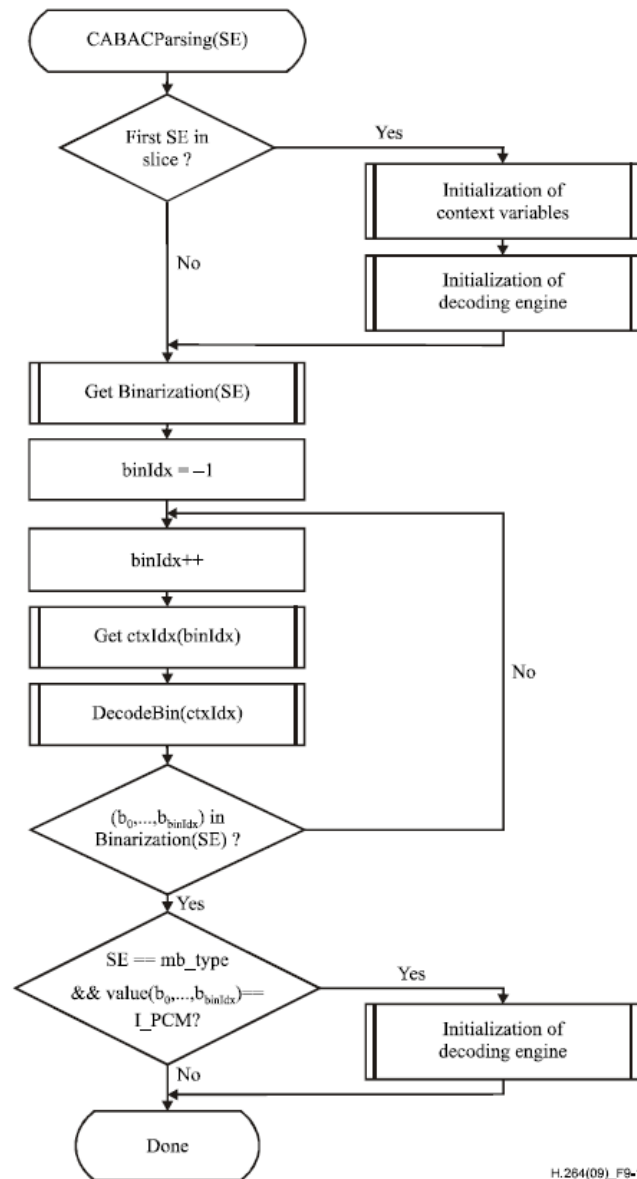 CABACParsing(SE)
First SE in
slice ?
Yes
Initialization of
context variables
No
Initialization of
decoding engine
Get Binarization(SE)
binIdx = –1
binIdx++
Get ctxIdx(binIdx)
No
DecodeBin(ctxIdx)
(b0,...,bbinIdx) in
Binarization(SE) ?
Yes
SE == mb_type
&& value(b0,...,bbinIdx)==
I_PCM?
Yes
Initialization of
decoding engine
No
Done
H.264(09)_F9-